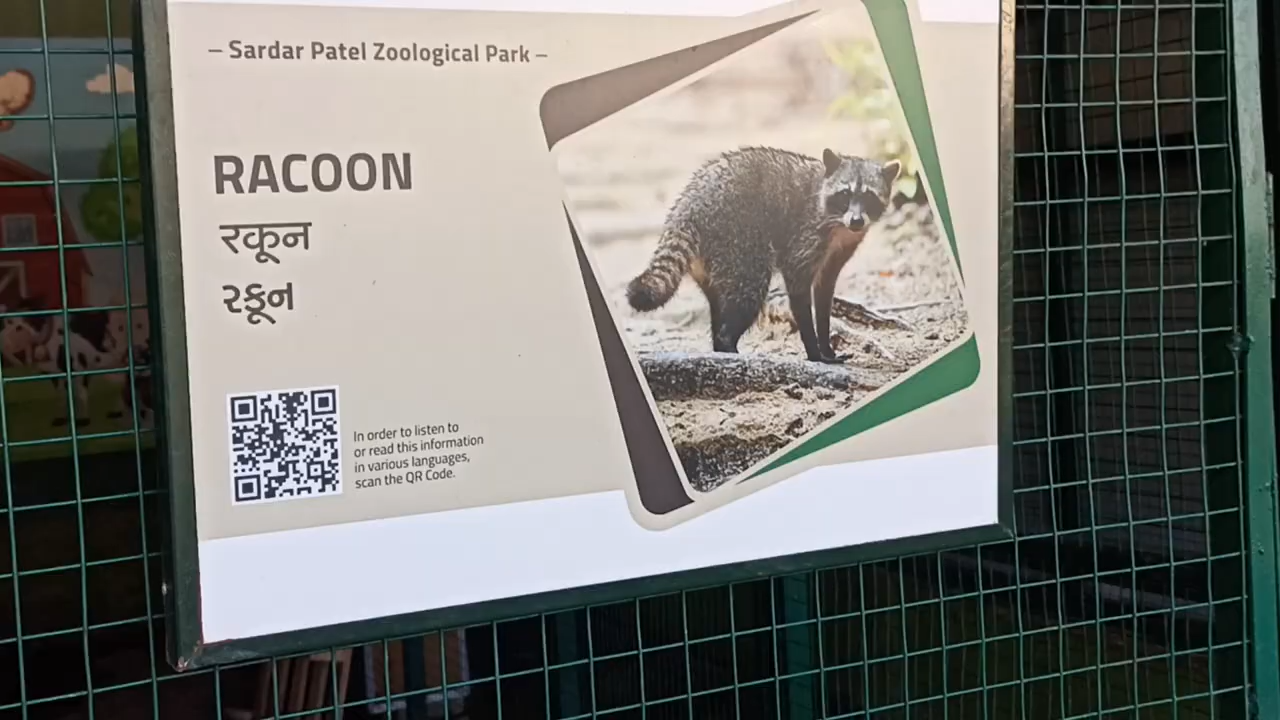 – Sardar Patel Zoological Park –
RACOON
रकून
રકૂન
In order to listen to
or read this information
in various languages,
scan the QR Code.